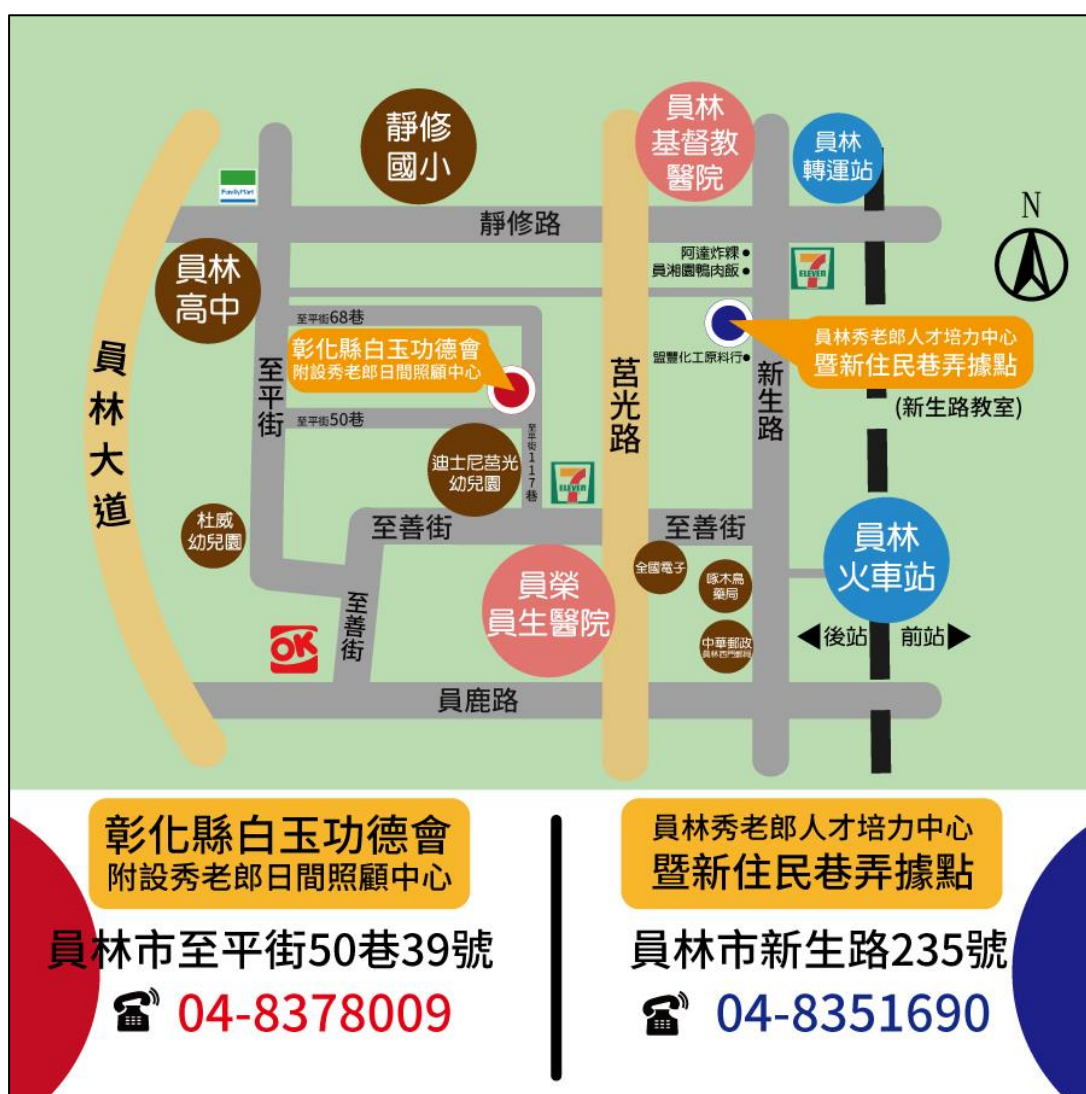 靜修
國小
員林
基督教
醫院
員林
轉運站
FamilyMart
N
靜修路
員林
高中
阿達炸粿
員湘園鴨肉飯
7
ELEVEN
至平街68巷
彰化縣白玉功德會
附設秀老郎日間照顧中心
員林秀老郎人才培力中心
暨新住民巷弄據點
(新生路教室)
盟豐化工原料行
員林大道
至平街
莒光路
新生路
至平街50巷
至平街117巷
迪士尼莒光
幼兒園
7
ELEVEN
杜威
幼兒園
至善街
至善街
員林
火車站
全國電子
啄木鳥
藥局
員榮
員生醫院
至善街
OK
中華郵政
員林西門郵局
後站
前站
員鹿路
彰化縣白玉功德會
附設秀老郎日間照顧中心
員林市至平街50巷39號
04-8378009
員林秀老郎人才培力中心
暨新住民巷弄據點
員林市新生路235號
04-8351690